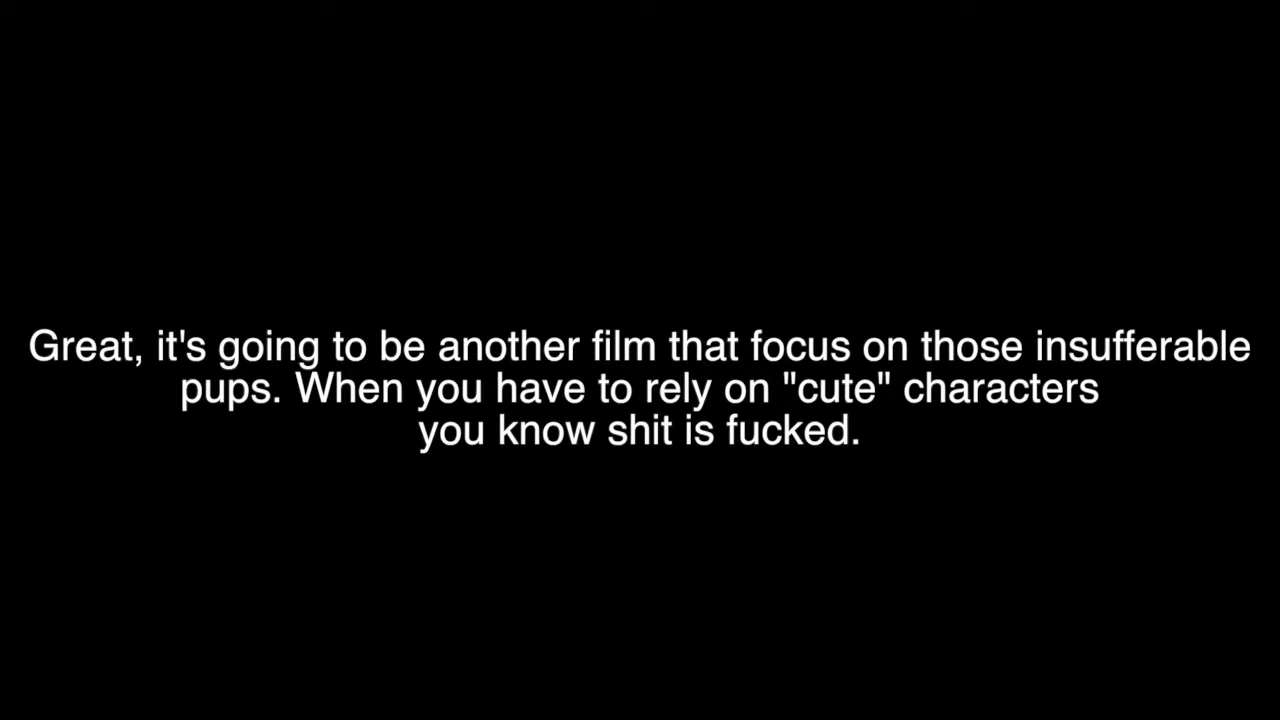 Great, it's going to be another film that focus on those insufferable
pups. When you have to rely on "cute" characters
you know shit is fucked.